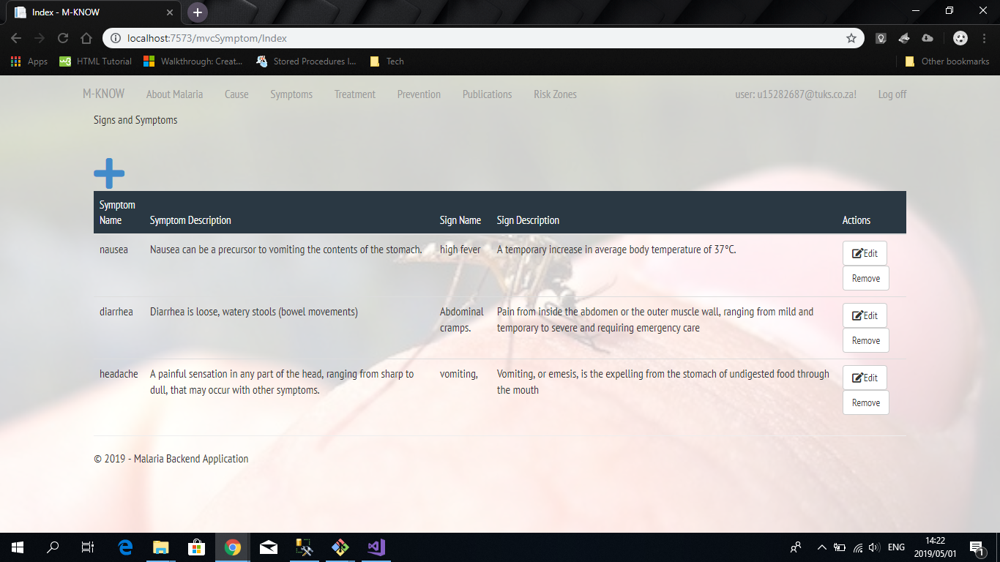 Index - M-KNOW
localhost:7573/mvcSymptom/Index
Apps HTML Tutorial Walkthrough: Creat... Stored Procedures I... Tech Other bookmarks
M-KNOW About Malaria Cause Symptoms Treatment Prevention Publications Risk Zones user: u15282687@tuks.co.za! Log off
Signs and Symptoms
Symptom
Name Symptom Description Sign Name Sign Description Actions
nausea Nausea can be a precursor to vomiting the contents of the stomach. high fever A temporary increase in average body temperature of 37°C. Edit
Remove
diarrhea Diarrhea is loose, watery stools (bowel movements) Abdominal Pain from inside the abdomen or the outer muscle wall, ranging from mild and Edit
cramps. temporary to severe and requiring emergency care
Remove
headache A painful sensation in any part of the head, ranging from sharp to vomiting, Vomiting, or emesis, is the expelling from the stomach of undigested food through Edit
dull, that may occur with other symptoms. the mouth
Remove
© 2019 - Malaria Backend Application
ENG 14:22
2019/05/01 1